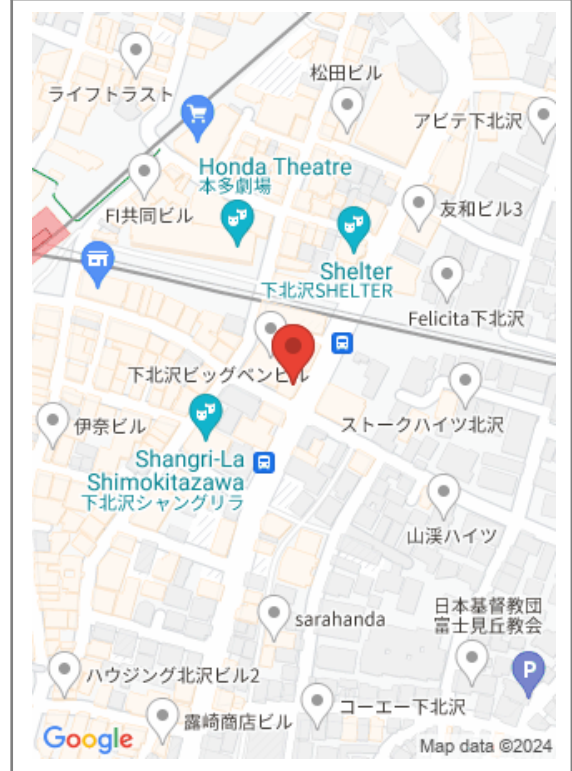 松田ビル
ライフトラスト
アビテ下北沢
Honda Theatre
本多劇場
FI共同ビル
友和ビル3
Shelter
下北沢SHELTER
Felicita下北沢
下北沢ビッグベンビル
伊奈ビル
ストークハイツ北沢
Shangri-La
Shimokitazawa
下北沢シャングリラ
山渓ハイツ
日本基督教団
富士見丘教会
sarahanda
P
ハウジング北沢ビル2
コーエー下北沢
露崎商店ビル
Google
Map data ©2024